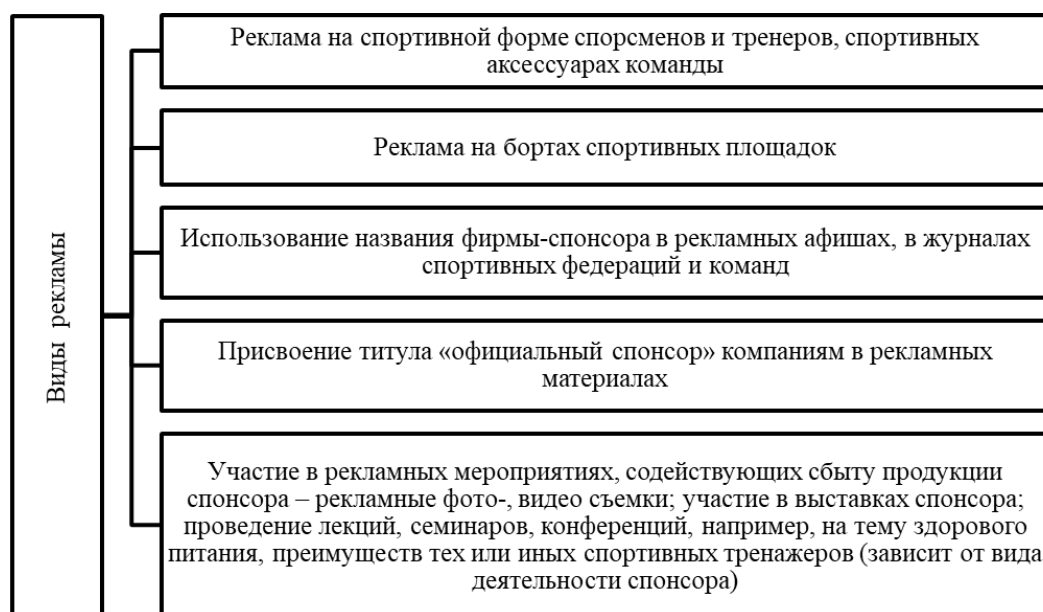 Виды рекламы
Реклама на спортивной форме спорсменов и тренеров, спортивных
аксессуарах команды
Реклама на бортах спортивных площадок
Использование названия фирмы-спонсора в рекламных афишах, в журналах
спортивных федераций и команд
Присвоение титула «официальный спонсор» компаниям в рекламных
материалах
Участие в рекламных мероприятиях, содействующих сбыту продукции
спонсора – рекламные фото-, видео съемки; участие в выставках спонсора;
проведение лекций, семинаров, конференций, например, на тему здорового
питания, преимуществ тех или иных спортивных тренажеров (зависит от вида
деятельности спонсора)